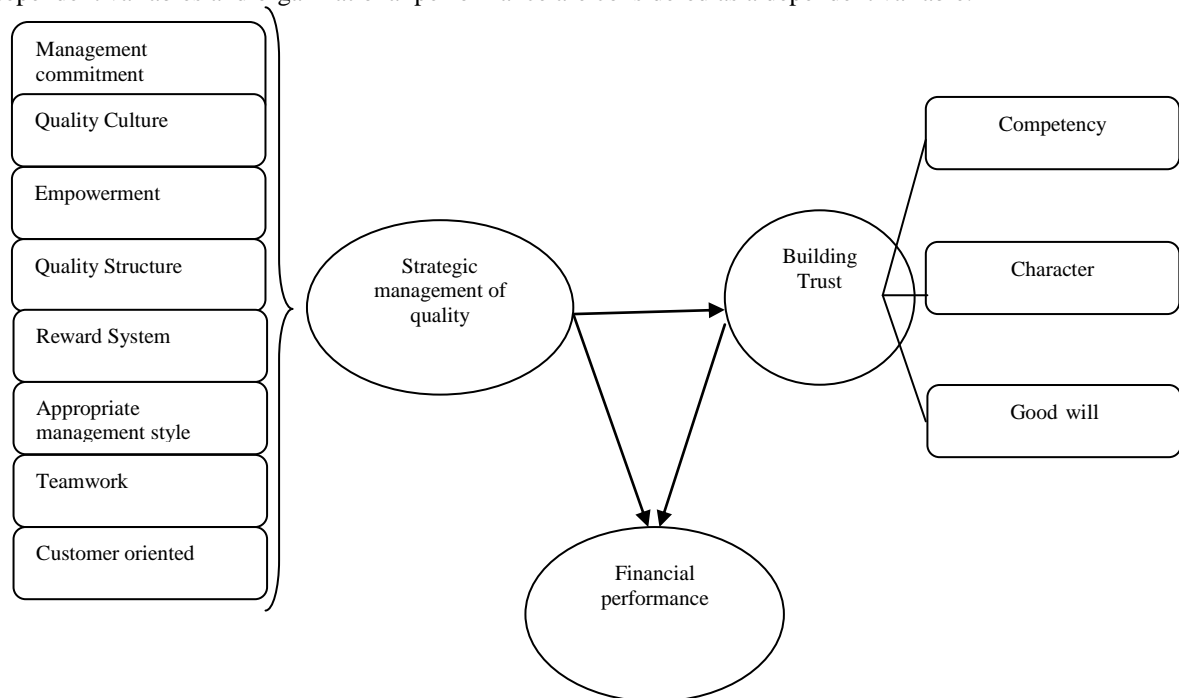 Management
commitment
Quality Culture
Empowerment
Quality Structure
Reward System
Appropriate
management style
Teamwork
Customer oriented
Strategic
management of
quality
Building
Trust
Competency
Character
Good will
Financial
performance